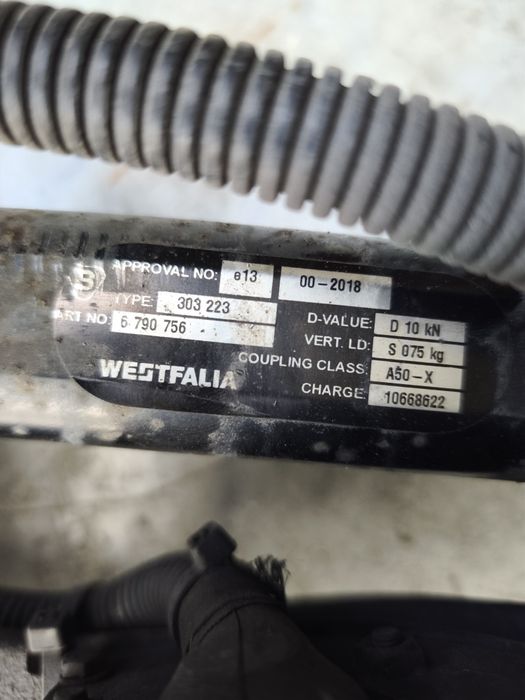 APPROVAL NO: e13 00-2018
TYPE: 303 223
PART NO: 6 790 756
D-VALUE: D 10 kN
VERT. LD: S 075 kg
COUPLING CLASS: A50-X
CHARGE: 10668622
WESTFALIA